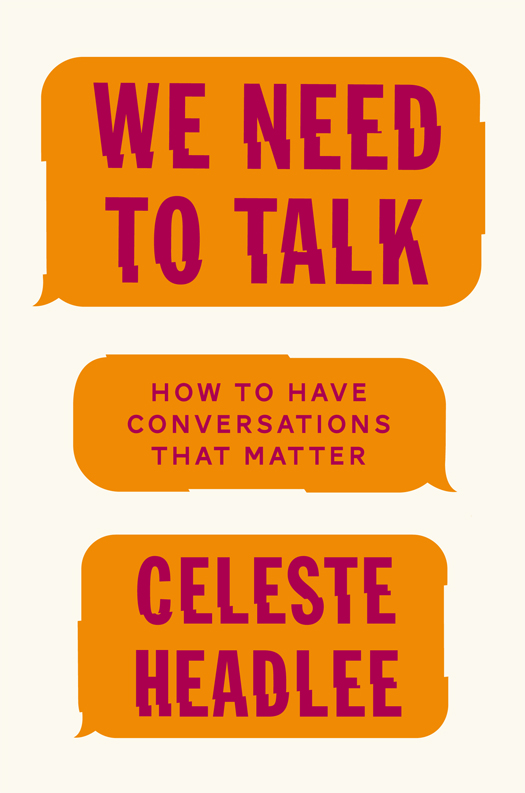 WE NEED
TO TALK
HOW TO HAVE
CONVERSATIONS
THAT MATTER
CELESTE
HEADLEE